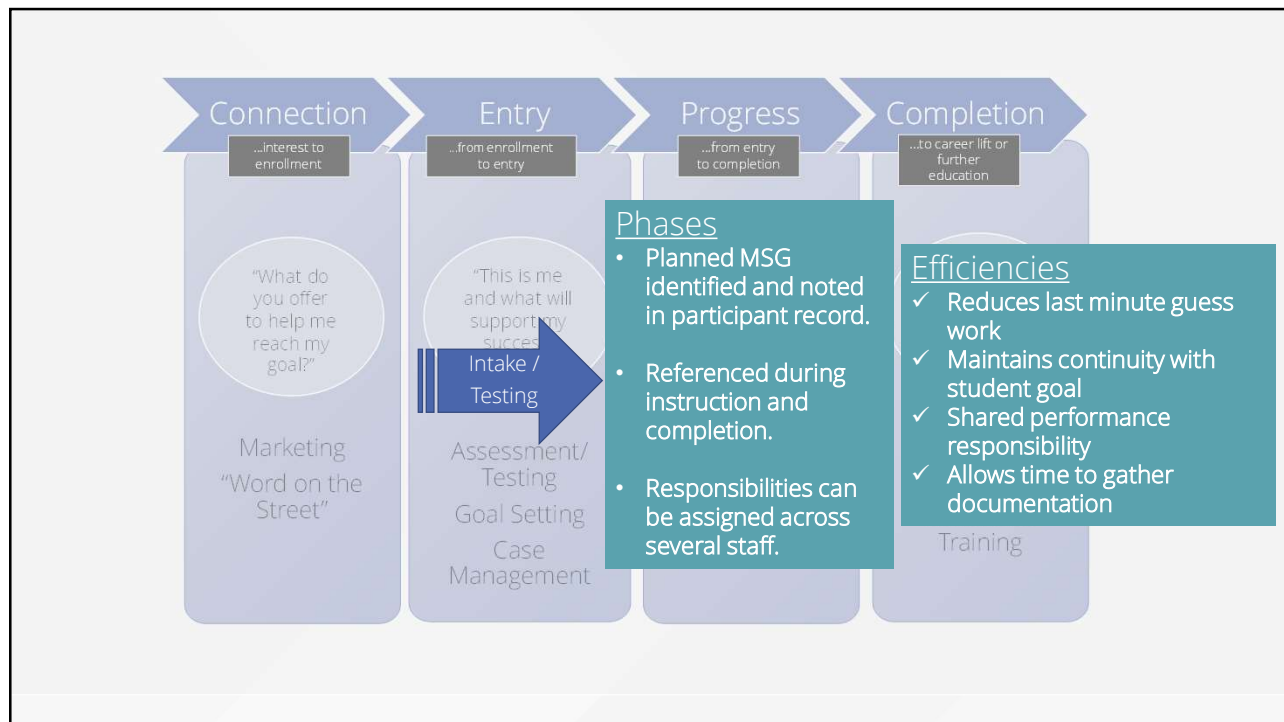 Connection
...interest to
enrollment
"What do
you offer
to help me
reach my
goal?"
Marketing
"Word on the
Street"
Entry
...from enrollment
to entry
"This is me
and what will
support my
Intake /
Testing
Assessment/
Testing
Goal Setting
Case
Management
Progress
...from entry
to completion
Phases
• Planned MSG
identified and noted
in participant record.
• Referenced during
instruction and
completion.
• Responsibilities can
be assigned across
several staff.
Completion
...to career lift or
further
education
Efficiencies
✓ Reduces last minute guess
work
✓ Maintains continuity with
student goal
✓ Shared performance
responsibility
✓ Allows time to gather
documentation
Training